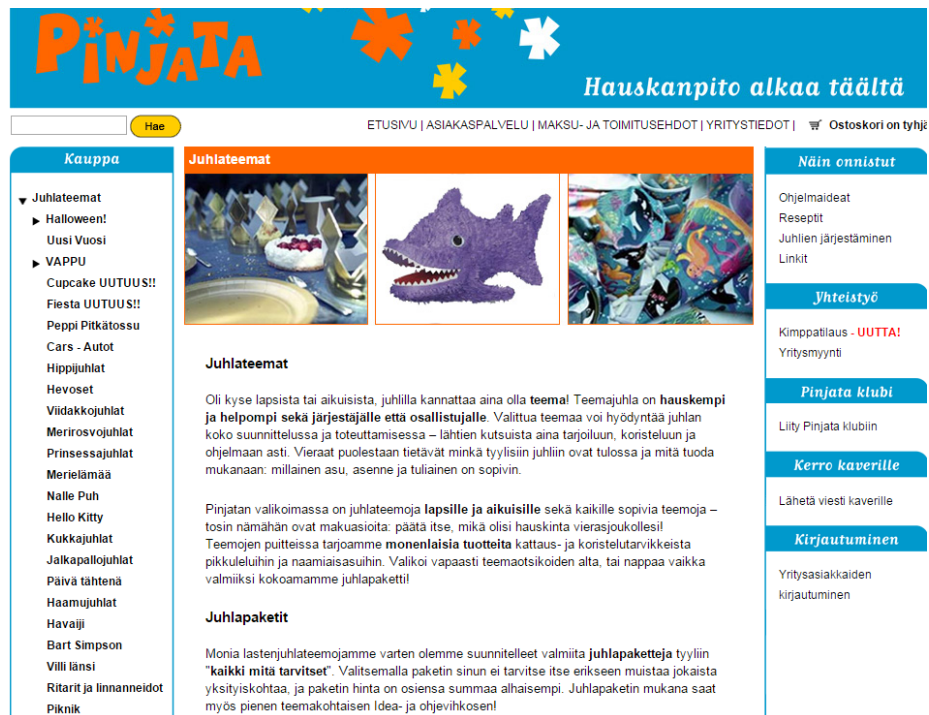 PINJATA
Hauskanpito alkaa täältä
Hae
ETUSIVU | ASIAKASPALVELU | MAKSU- JA TOIMITUSEHDOT | YRITYSTIEDOT |
Ostoskori on tyhjä
Kauppa
Juhlateemat
Halloween!
Uusi Vuosi
VAPPU
Cupcake UUTUUS!!
Fiesta UUTUUS!!
Peppi Pitkätossu
Cars - Autot
Hippijuhlat
Hevoset
Viidakkojuhlat
Merirosvojuhlat
Prinsessajuhlat
Merielämää
Nalle Puh
Hello Kitty
Kukkajuhlat
Jalkapallojuhlat
Päivä tähtenä
Haamujuhlat
Havaiji
Bart Simpson
Villi länsi
Ritarit ja linnanneidot
Piknik
Juhlateemat
Juhlateemat
Oli kyse lapsista tai aikuisista, juhlilla kannattaa aina olla teema! Teemajuhla on hauskempi
ja helpompi sekä järjestäjälle että osallistujalle. Valittua teemaa voi hyödyntää juhlan
koko suunnittelussa ja toteuttamisessa – lähtien kutsuista aina tarjoiluun, koristeluun ja
ohjelmaan asti. Vieraat puolestaan tietävät minkä tyylisiin juhliin ovat tulossa ja mitä tuoda
mukanaan: millainen asu, asenne ja tuliainen on sopivin.
Pinjatan valikoimassa on juhlateemoja lapsille ja aikuisille sekä kaikille sopivia teemoja –
tosin nämähän ovat makuasioita: päätä itse, mikä olisi hauskinta vierasjoukollesi!
Teemojen puitteissa tarjoamme monenlaisia tuotteita kattaus- ja koristelutarvikkeista
pikkuleluihin ja naamiaisasuihin. Valikoi vapaasti teemaotsikoiden alta, tai nappaa vaikka
valmiiksi kokoamamme juhlapaketti!
Juhlapaketit
Monia lastenjuhlateemojamme varten olemme suunnitelleet valmiita juhlapaketteja tyyliin
"kaikki mitä tarvitset". Valitsemalla paketin sinun ei tarvitse itse erikseen muistaa jokaista
yksityiskohtaa, ja paketin hinta on osiensa summaa alhaisempi. Juhlapaketin mukana saat
myös pienen teemakohtaisen Idea- ja ohjevihkosen!
Näin onnistut
Ohjelmaideat
Reseptit
Juhlien järjestäminen
Linkit
Yhteistyö
Kimppatilaus - UUTTA!
Yritysmyynti
Pinjata klubi
Liity Pinjata klubiin
Kerro kaverille
Lähetä viesti kaverille
Kirjautuminen
Yritysasiakkaiden
kirjautuminen